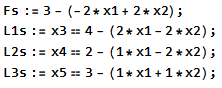 Fs := 3 - (-2 * x1 + 2 * x2);
L1s := x3 == 4 - (2 * x1 - 2 * x2);
L2s := x4 == 2 - (1 * x1 - 2 * x2);
L3s := x5 == 3 - (1 * x1 + 1 * x2);